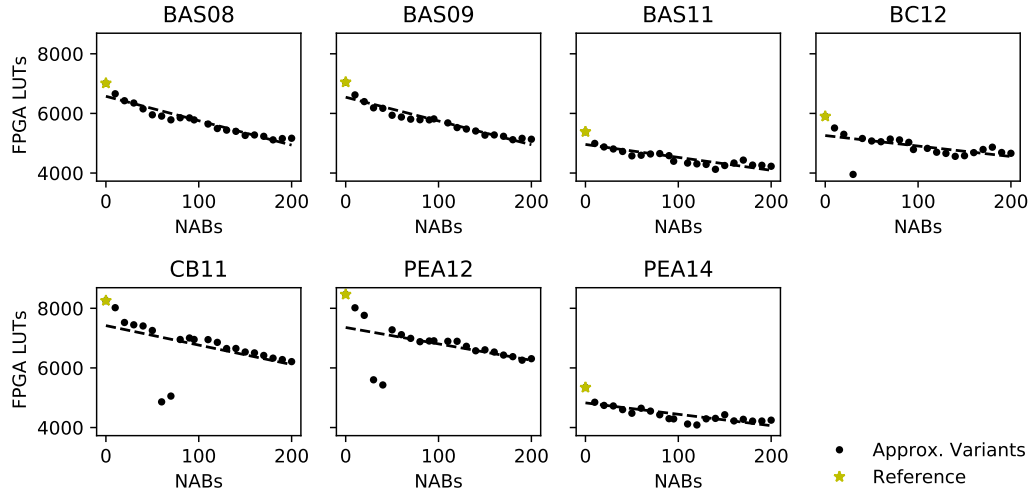 BAS08 BAS09 BAS11 BC12
8000
6000
4000
FPGA LUTs
0 100 200 0 100 200 0 100 200 0 100 200
NABs NABs NABs NABs
CB11 PEA12 PEA14
8000
6000
4000
FPGA LUTs
0 100 200 0 100 200 0 100 200
NABs NABs NABs
Approx. Variants
Reference